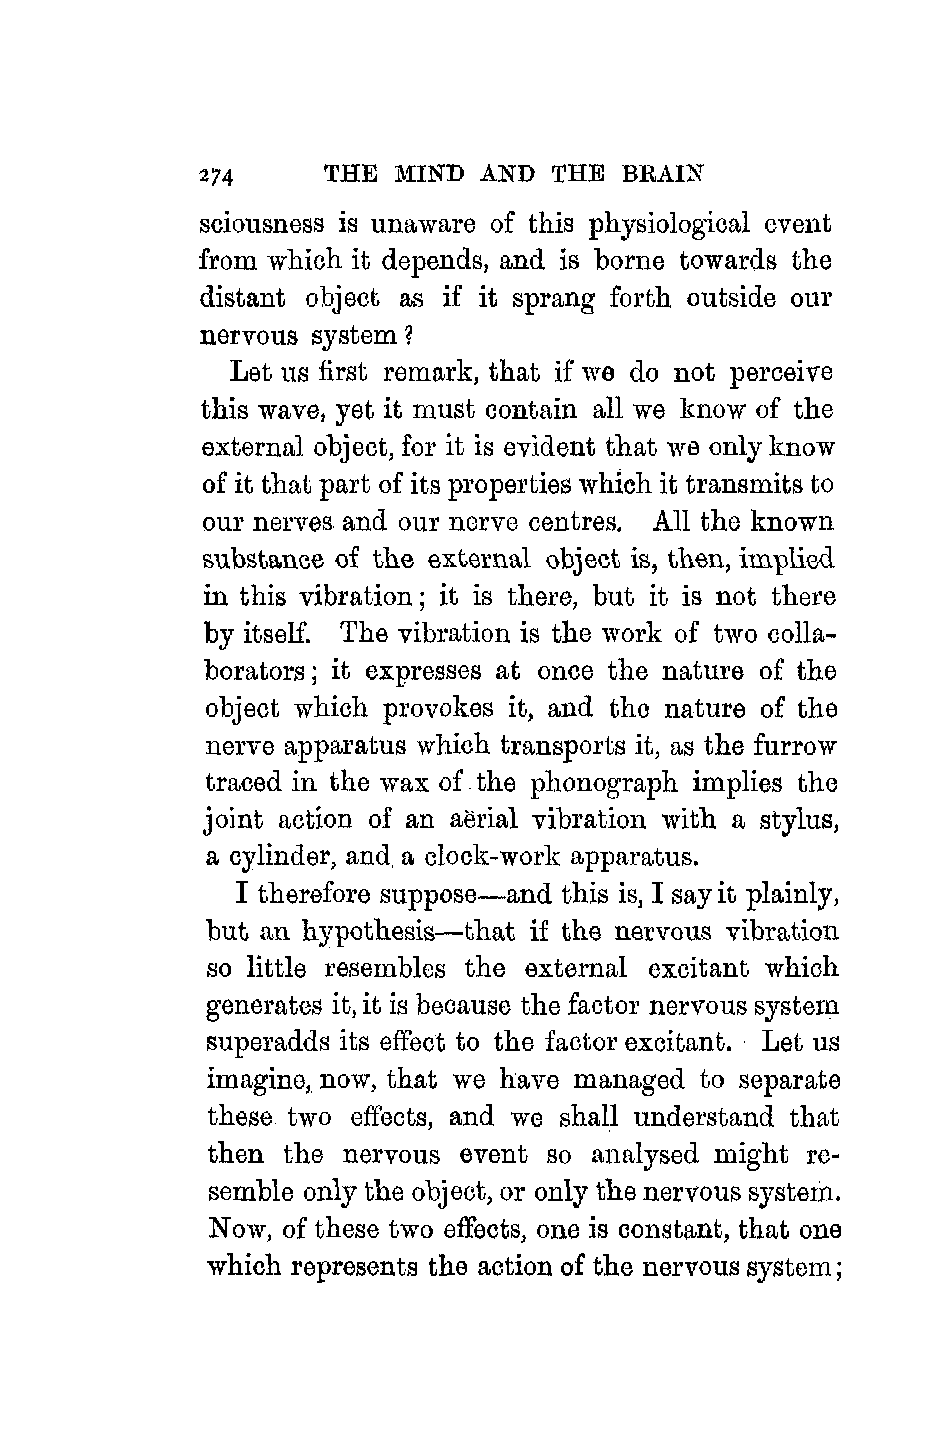 274 THE MIND AND THE BRAIN
sciousness is unaware of this physiological event
from which it depends, and is borne towards the
distant object as if it sprang forth outside our
nervous system?
Let us first remark, that if we do not perceive
this wave, yet it must contain all we know of the
external object, for it is evident that we only know
of it that part of its properties which it transmits to
our nerves and our nerve centres. All the known
substance of the external object is, then, implied
in this vibration; it is there, but it is not there
by itself. The vibration is the work of two colla-
borators; it expresses at once the nature of the
object which provokes it, and the nature of the
nerve apparatus which transports it, as the furrow
traced in the wax of the phonograph implies the
joint action of an aërial vibration with a stylus,
a cylinder, and a clock-work apparatus.
I therefore suppose—and this is, I say it plainly,
but an hypothesis—that if the nervous vibration
so little resembles the external excitant which
generates it, it is because the factor nervous system
superadds its effect to the factor excitant. Let us
imagine, now, that we have managed to separate
these two effects, and we shall understand that
then the nervous event so analysed might re-
semble only the object, or only the nervous system.
Now, of these two effects, one is constant, that one
which represents the action of the nervous system;